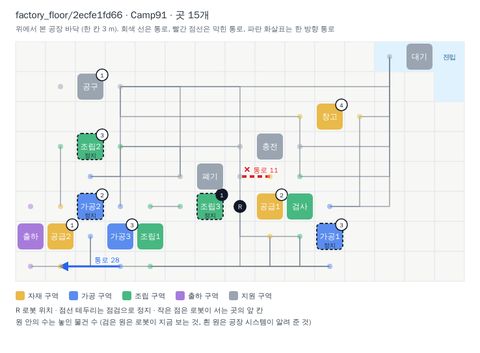 factory_floor/2ecfe1fd66 · Camp91 · 곳 15개
위에서 본 공장 바닥 (한 칸 3 m). 회색 선은 통로, 빨간 점선은 막힌 통로, 파란 화살표는 한 방향 통로
대기
진입
1
공구
4
창고
3
조립2
정지
충전
폐기
✕ 통로 11
2
가공2
정지
1
조립3
정지
R
2
공급1
검사
출하
1
공급2
3
가공3
조립1
3
가공1
정지
통로 28
자재 구역
가공 구역
조립 구역
출하 구역
지원 구역
R 로봇 위치 · 점선 테두리는 점검으로 정지 · 작은 점은 로봇이 서는 곳의 앞 칸
원 안의 수는 놓인 물건 수 (검은 원은 로봇이 지금 보는 것, 흰 원은 공장 시스템이 알려 준 것)